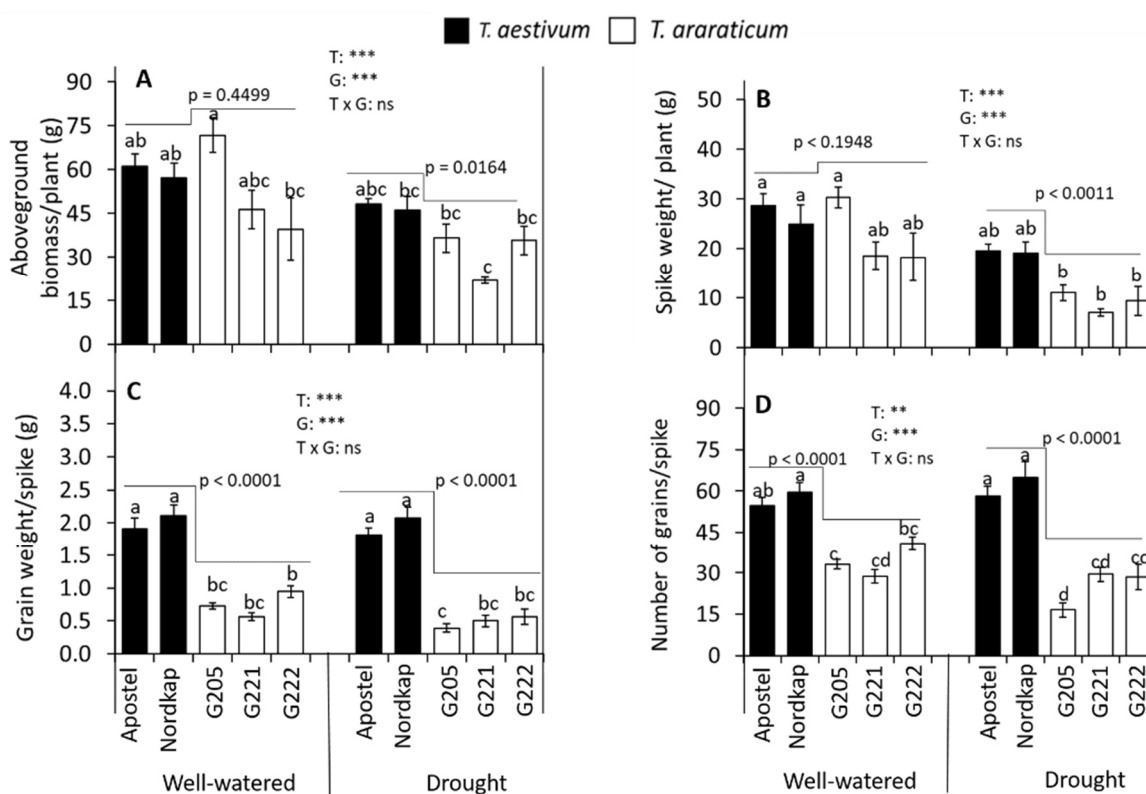 T. aestivum T. araraticum
A
T: ***
G: ***
T x G: ns
p = 0.4499
p = 0.0164
Aboveground
biomass/plant (g)
90
75
60
45
30
15
0
ab ab a abc bc
abc bc bc c bc
B
T: ***
G: ***
T x G: ns
p < 0.1948
p < 0.0011
Spike weight/ plant (g)
50
40
30
20
10
0
a a a ab ab
ab ab b b b
C
T: ***
G: ***
T x G: ns
p < 0.0001
p < 0.0001
Grain weight/spike (g)
4.0
3.5
3.0
2.5
2.0
1.5
1.0
0.5
0.0
a a bc bc b
a a c bc bc
Apostel Nordkap G205 G221 G222
Apostel Nordkap G205 G221 G222
Well-watered Drought
D
T: **
G: ***
T x G: ns
p < 0.0001
p < 0.0001
Number of grains/spike
90
75
60
45
30
15
0
ab a c cd bc
a a d cd cd
Apostel Nordkap G205 G221 G222
Apostel Nordkap G205 G221 G222
Well-watered Drought